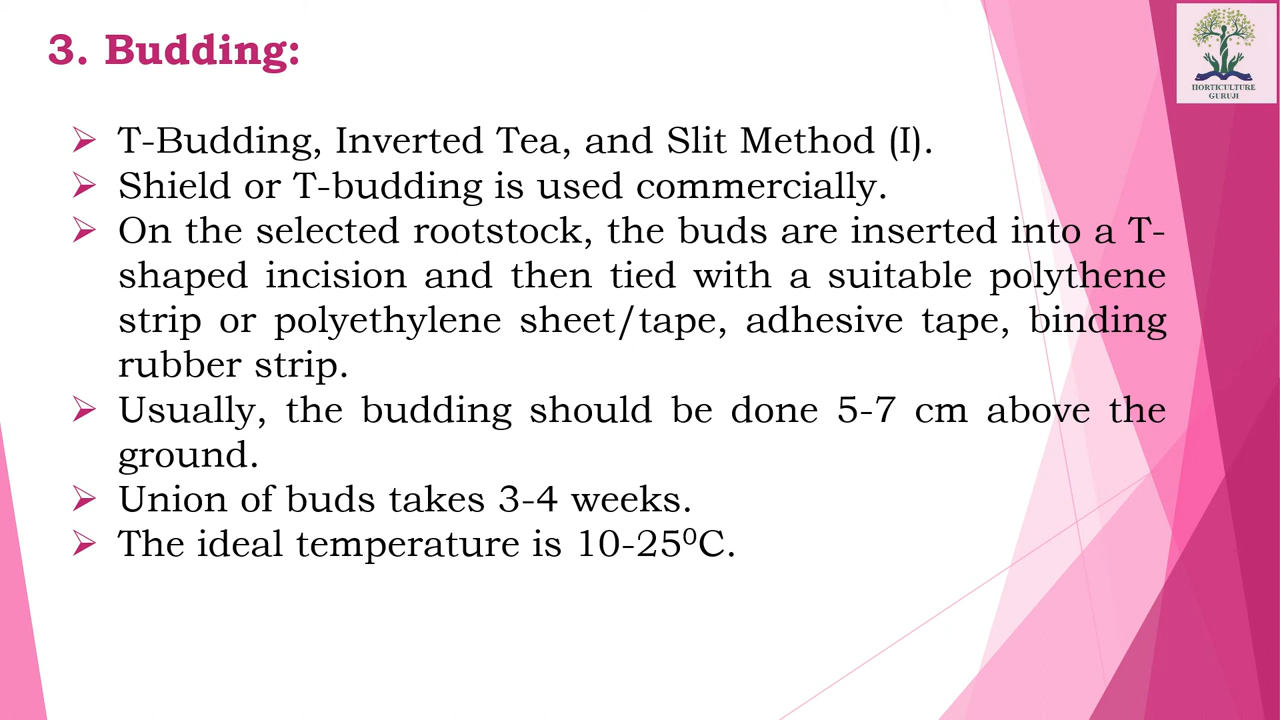 3. Budding:
HORTICULTURE
GURUJI
➢ T-Budding, Inverted Tea, and Slit Method (I).
➢ Shield or T-budding is used commercially.
➢ On the selected rootstock, the buds are inserted into a T-
shaped incision and then tied with a suitable polythene
strip or polyethylene sheet/tape, adhesive tape, binding
rubber strip.
➢ Usually, the budding should be done 5-7 cm above the
ground.
➢ Union of buds takes 3-4 weeks.
➢ The ideal temperature is 10-25⁰C.